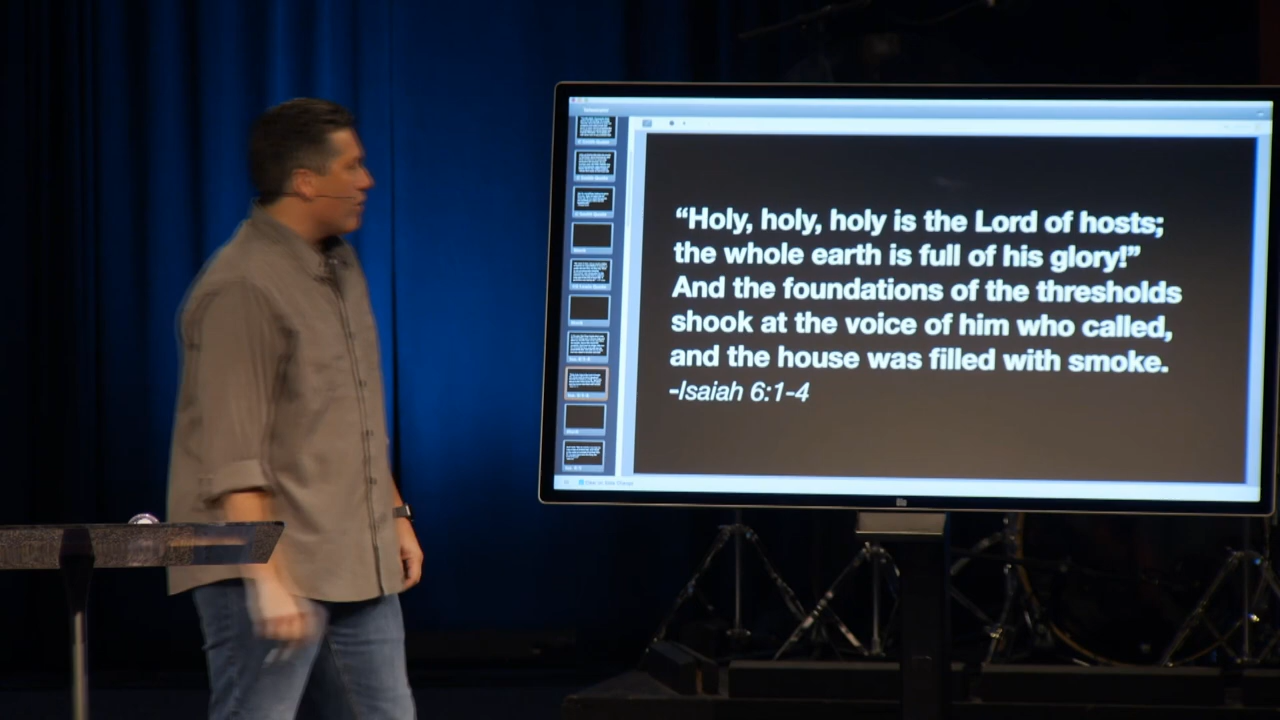 “Holy, holy, holy is the Lord of hosts;
the whole earth is full of his glory!”
And the foundations of the thresholds
shook at the voice of him who called,
and the house was filled with smoke.
-Isaiah 6:1-4